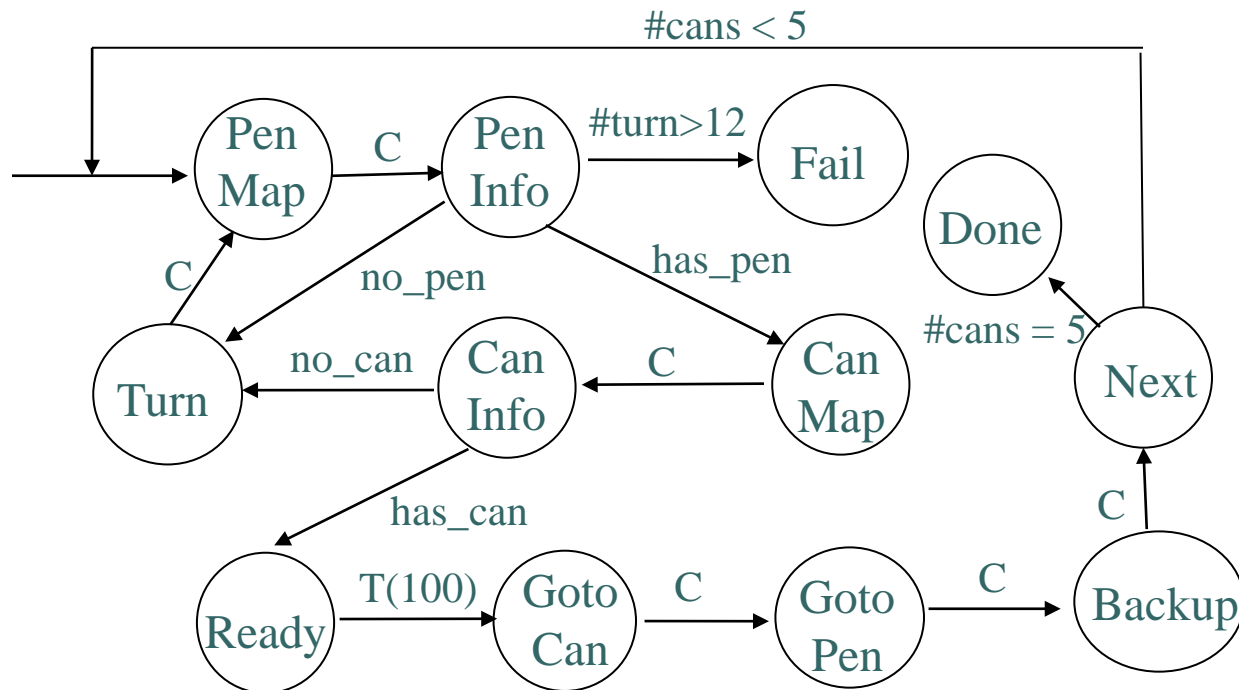 #cans < 5
Pen
Map
C
Pen
Info
#turn>12
Fail
Done
C
no_pen
has_pen
#cans = 5
Turn
no_can
Can
Info
C
Can
Map
Next
has_can
C
Ready
T(100)
Goto
Can
C
Goto
Pen
C
Backup